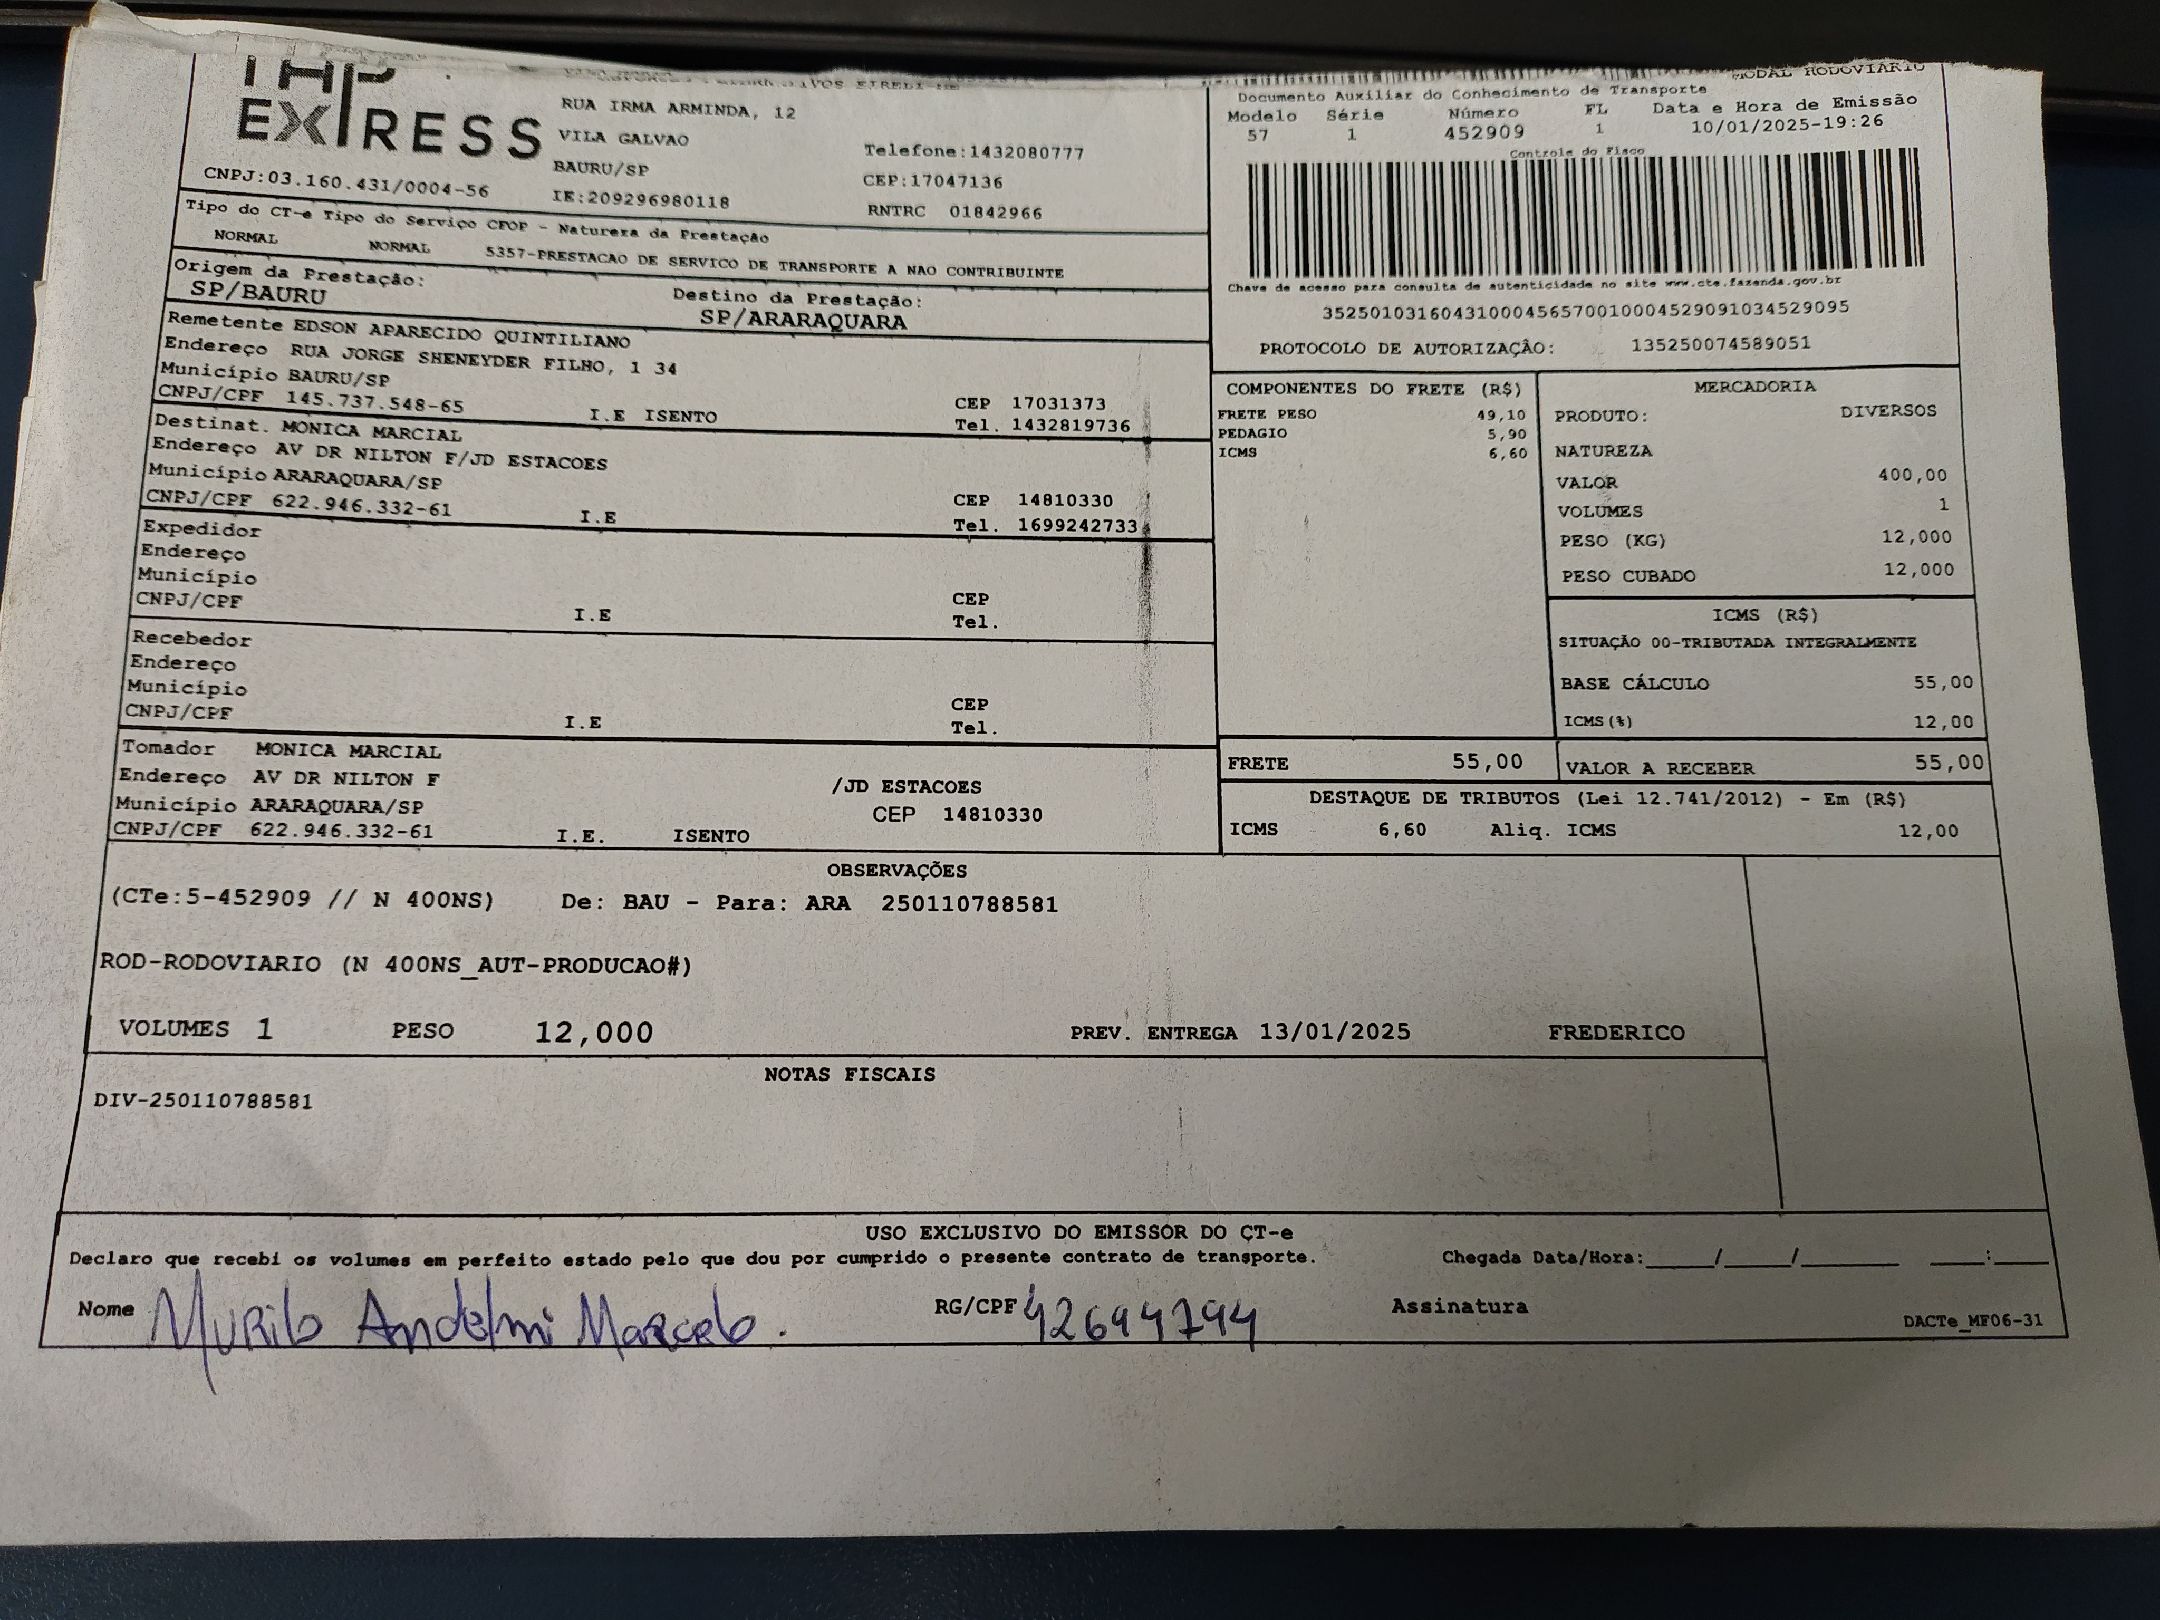 EXPRESS
MODAL RODOVIARIO
RUA IRMA ARMINDA, 12
VILA GALVAO
Telefone:1432080777
BAURU/SP
CEP:17047136
CNPJ:03.160.431/0004-56
IE:209296980118
RNTRC 01842966
Documento Auxiliar do Conhecimento de Transporte
Modelo Série Número FL Data e Hora de Emissão
57 1 452909 1 10/01/2025-19:26
Controle do Fisco
Chave de acesso para consulta de autenticidade no site www.cte.fazenda.gov.br
35250103160431000456570010004529091034529095
PROTOCOLO DE AUTORIZAÇÂO: 135250074589051
Tipo do CT-e Tipo do Serviço CFOP - Natureza da Prestação
NORMAL NORMAL 5357-PRESTACAO DE SERVICO DE TRANSPORTE A NAO CONTRIBUINTE
Origem da Prestação: Destino da Prestação:
SP/BAURU SP/ARARAQUARA
Remetente EDSON APARECIDO QUINTILIANO
Endereço RUA JORGE SHENEYDER FILHO, 1 34
Município BAURU/SP CEP 17031373
CNPJ/CPF 145.737.548-65 I.E ISENTO Tel. 1432819736
Destinat. MONICA MARCIAL
Endereço AV DR NILTON F/JD ESTACOES
Município ARARAQUARA/SP CEP 14810330
CNPJ/CPF 622.946.332-61 I.E Tel. 1699242733
Expedidor
Endereço
Município CEP
CNPJ/CPF I.E Tel.
Recebedor
Endereço
Município CEP
CNPJ/CPF I.E Tel.
Tomador MONICA MARCIAL
Endereço AV DR NILTON F /JD ESTACOES
Município ARARAQUARA/SP CEP 14810330
CNPJ/CPF 622.946.332-61 I.E. ISENTO
COMPONENTES DO FRETE (R$)
FRETE PESO 49,10
PEDAGIO 5,90
ICMS 6,60
MERCADORIA
PRODUTO: DIVERSOS
NATUREZA
VALOR 400,00
VOLUMES 1
PESO (KG) 12,000
PESO CUBADO 12,000
ICMS (R$)
SITUAÇÃO 00-TRIBUTADA INTEGRALMENTE
BASE CÁLCULO 55,00
ICMS(%) 12,00
FRETE 55,00 VALOR A RECEBER 55,00
DESTAQUE DE TRIBUTOS (Lei 12.741/2012) - Em (R$)
ICMS 6,60 Aliq. ICMS 12,00
OBSERVAÇÕES
(CTe:5-452909 // N 400NS) De: BAU - Para: ARA 250110788581
ROD-RODOVIARIO (N 400NS_AUT-PRODUCAO#)
VOLUMES 1 PESO 12,000 PREV. ENTREGA 13/01/2025 FREDERICO
NOTAS FISCAIS
DIV-250110788581
USO EXCLUSIVO DO EMISSOR DO CT-e
Declaro que recebi os volumes em perfeito estado pelo que dou por cumprido o presente contrato de transporte. Chegada Data/Hora:____/____/______ ____:____
Nome Murilo Andelmi Marcelo. RG/CPF 42694794 Assinatura
DACTe_MF06-31